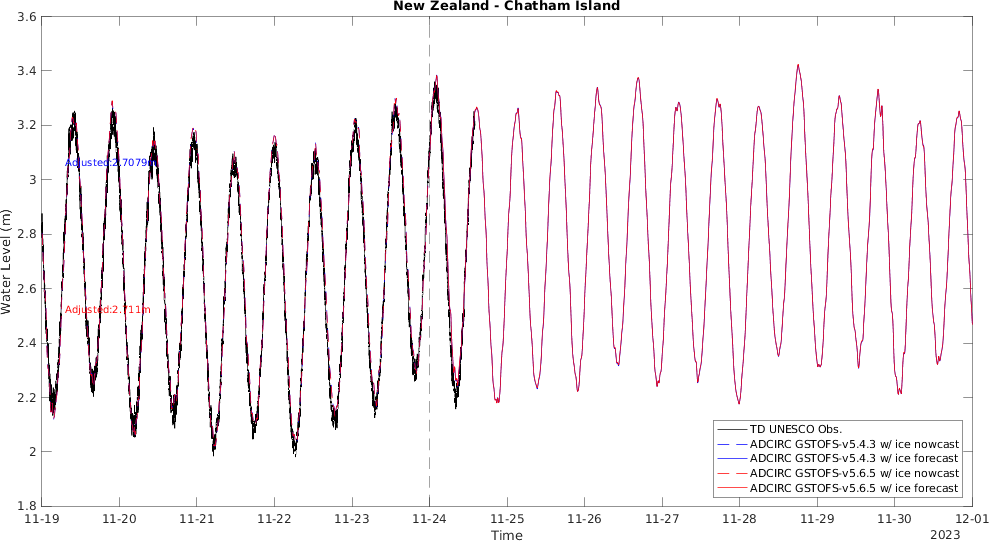 New Zealand - Chatham Island
3.6
3.4
3.2
3
2.8
2.6
2.4
2.2
2
1.8
Water Level (m)
Adjusted:2.7079m
Adjusted:2.711m
TD UNESCO Obs.
ADCIRC GSTOFS-v5.4.3 w/ ice nowcast
ADCIRC GSTOFS-v5.4.3 w/ ice forecast
ADCIRC GSTOFS-v5.6.5 w/ ice nowcast
ADCIRC GSTOFS-v5.6.5 w/ ice forecast
11-19 11-20 11-21 11-22 11-23 11-24 11-25 11-26 11-27 11-28 11-29 11-30 12-01
Time
2023